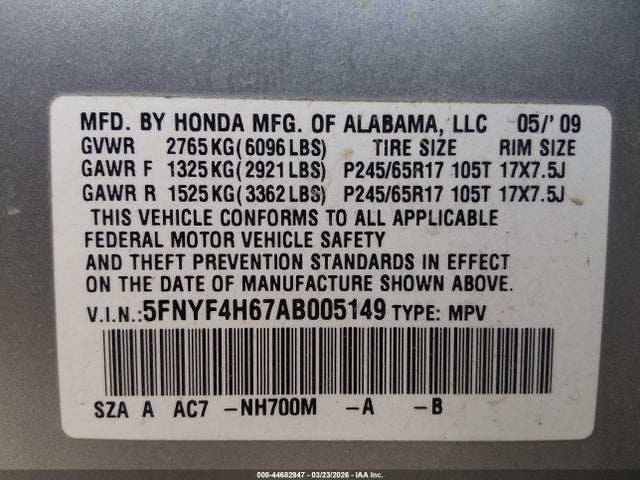 MFD. BY HONDA MFG. OF ALABAMA, LLC 05/' 09
GVWR 2765 KG( 6096 LBS) TIRE SIZE RIM SIZE
GAWR F 1325 KG( 2921 LBS) P245/65R17 105T 17X7.5J
GAWR R 1525 KG( 3362 LBS) P245/65R17 105T 17X7.5J
THIS VEHICLE CONFORMS TO ALL APPLICABLE
FEDERAL MOTOR VEHICLE SAFETY
AND THEFT PREVENTION STANDARDS IN EFFECT
ON THE DATE OF MANUFACTURE SHOWN ABOVE.
V.I.N.:5FNYF4H67AB005149 TYPE: MPV
SZA A AC7 -NH700M -A -B
000-44682947 - 03/23/2026 - IAA Inc.